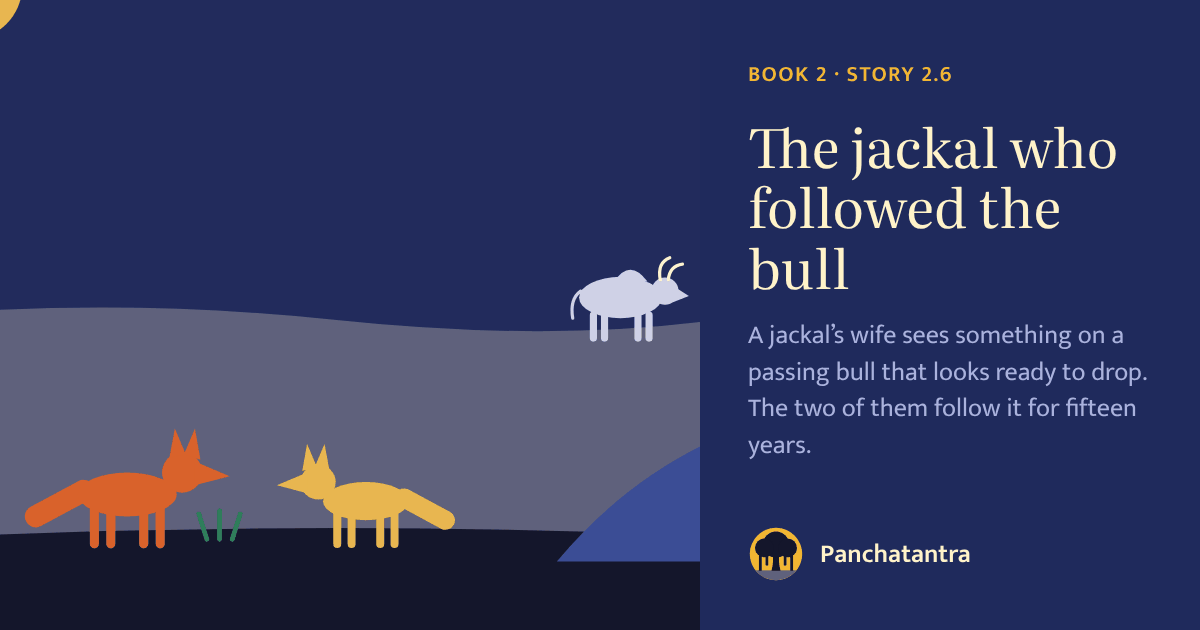 BOOK 2 · STORY 2.6
The jackal who
followed the
bull
A jackal’s wife sees something on a
passing bull that looks ready to drop.
The two of them follow it for fifteen
years.
Panchatantra